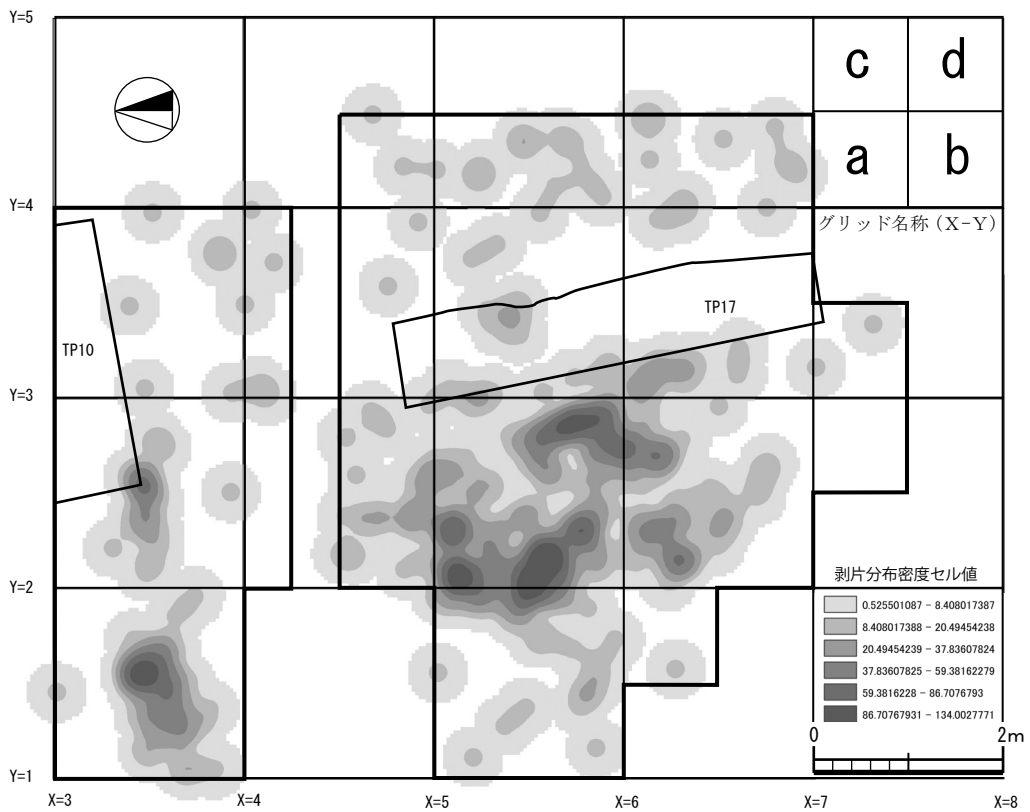 Y=5
c d
a b
Y=4
グリッド名称 (X-Y)
TP17
TP10
Y=3
Y=2
剥片分布密度セル値
0.525501087 - 8.408017387
8.408017388 - 20.49454238
20.49454239 - 37.83607824
37.83607825 - 59.38162279
59.3816228 - 86.7076793
86.70767931 - 134.0027771
0 2m
Y=1
X=3 X=4 X=5 X=6 X=7 X=8